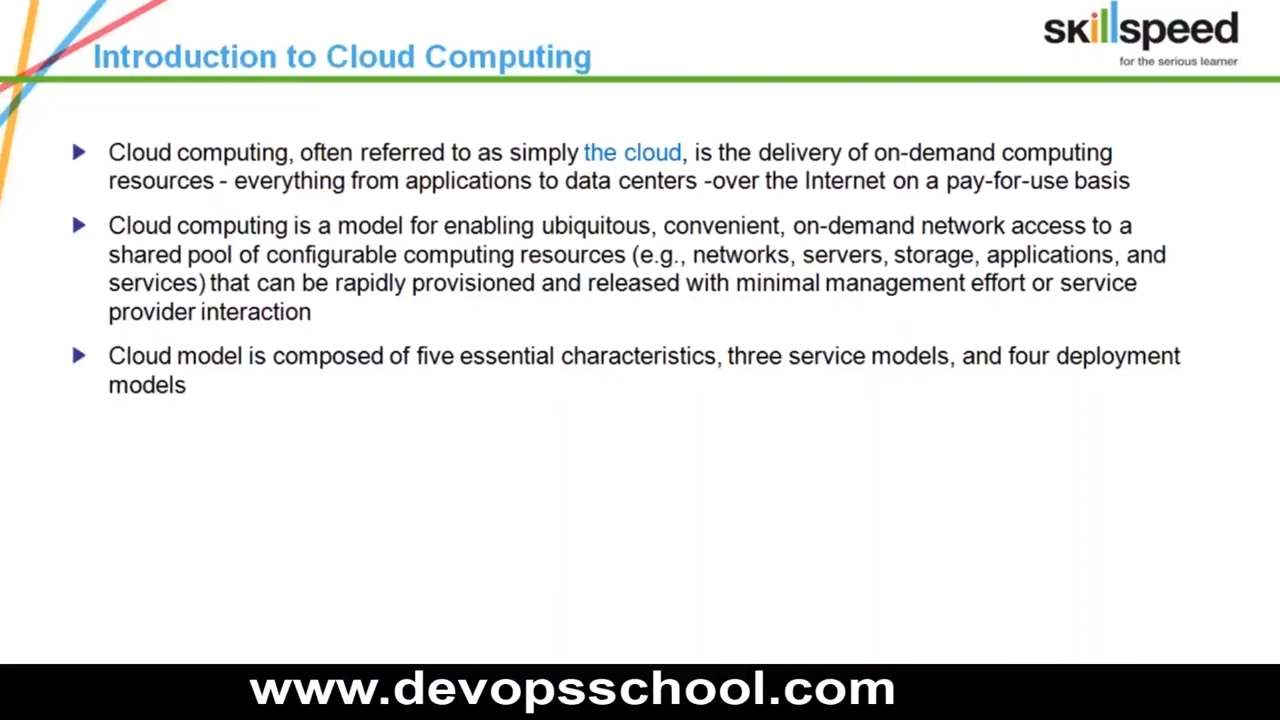 Introduction to Cloud Computing
skillspeed
for the serious learner
Cloud computing, often referred to as simply the cloud, is the delivery of on-demand computing
resources - everything from applications to data centers -over the Internet on a pay-for-use basis
Cloud computing is a model for enabling ubiquitous, convenient, on-demand network access to a
shared pool of configurable computing resources (e.g., networks, servers, storage, applications, and
services) that can be rapidly provisioned and released with minimal management effort or service
provider interaction
Cloud model is composed of five essential characteristics, three service models, and four deployment
models
www.devopsschool.com